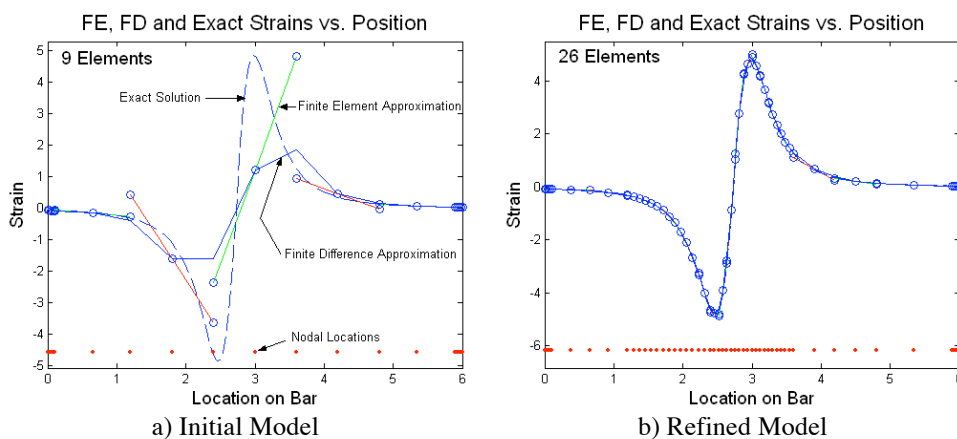 FE, FD and Exact Strains vs. Position
9 Elements
Exact Solution
Finite Element Approximation
Finite Difference Approximation
Nodal Locations
Strain
5
4
3
2
1
0
-1
-2
-3
-4
-5
0 1 2 3 4 5 6
Location on Bar
a) Initial Model
FE, FD and Exact Strains vs. Position
26 Elements
Strain
4
2
0
-2
-4
-6
0 1 2 3 4 5 6
Location on Bar
b) Refined Model